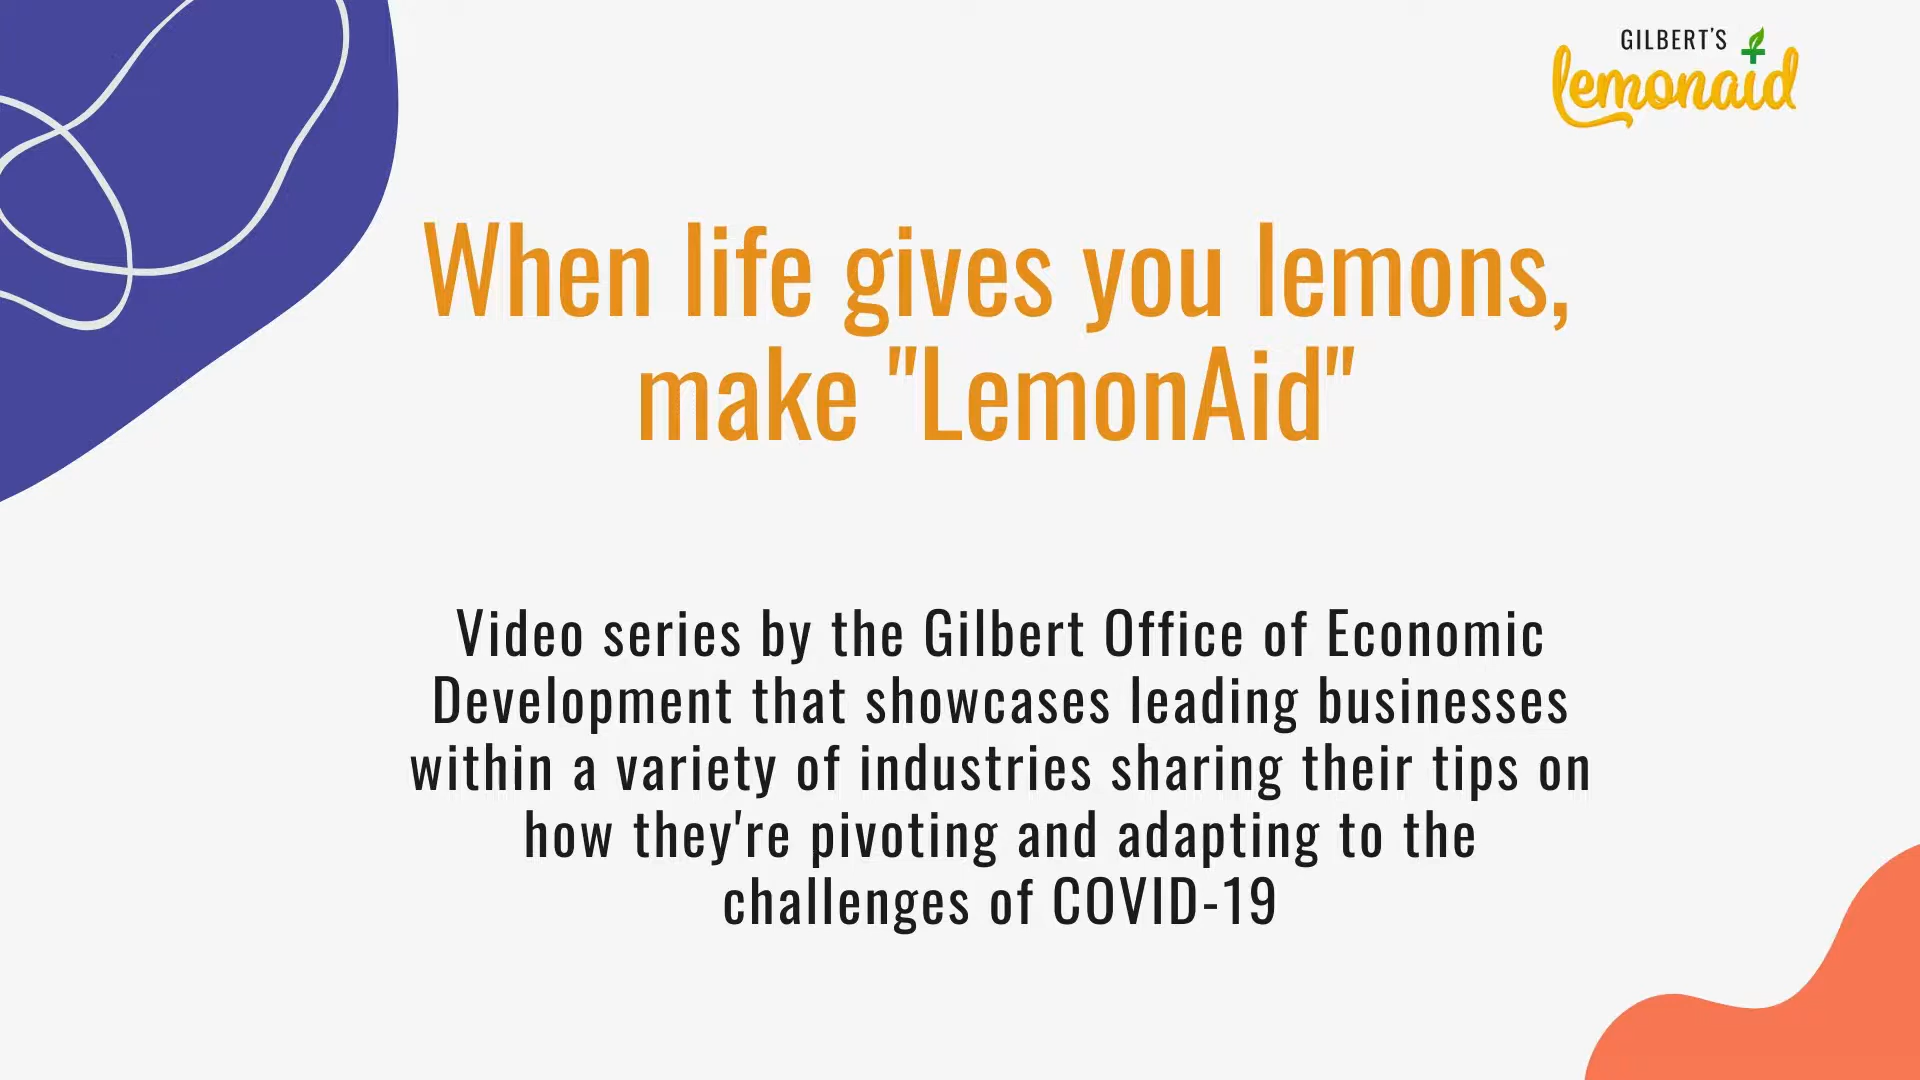 GILBERT'S
lemonaid
When life gives you lemons,
make "LemonAid"
Video series by the Gilbert Office of Economic
Development that showcases leading businesses
within a variety of industries sharing their tips on
how they're pivoting and adapting to the
challenges of COVID-19